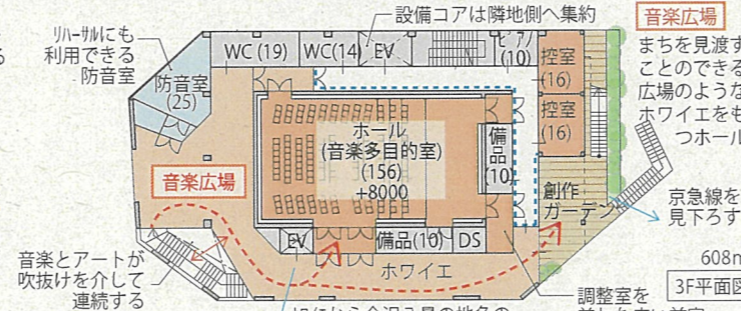 設備コアは隣地側へ集約
ﾘﾊｰｻﾙにも
利用できる
防音室
WC (19)
WC(14)
EV
ピアノ
(10)
控室
(16)
控室
(16)
防音室
(25)
ホール
(音楽多目的室)
(156)
+8000
備
品
(10)
音楽広場
創作
ガーデン
EV
備品(10)
DS
ホワイエ
音楽とアートが
吹抜けを介して
連続する
調整室を
音楽広場
まちを見渡す
ことのできる
広場のような
ホワイエをも
つホール
京急線を
見下ろす
608m
3F平面図